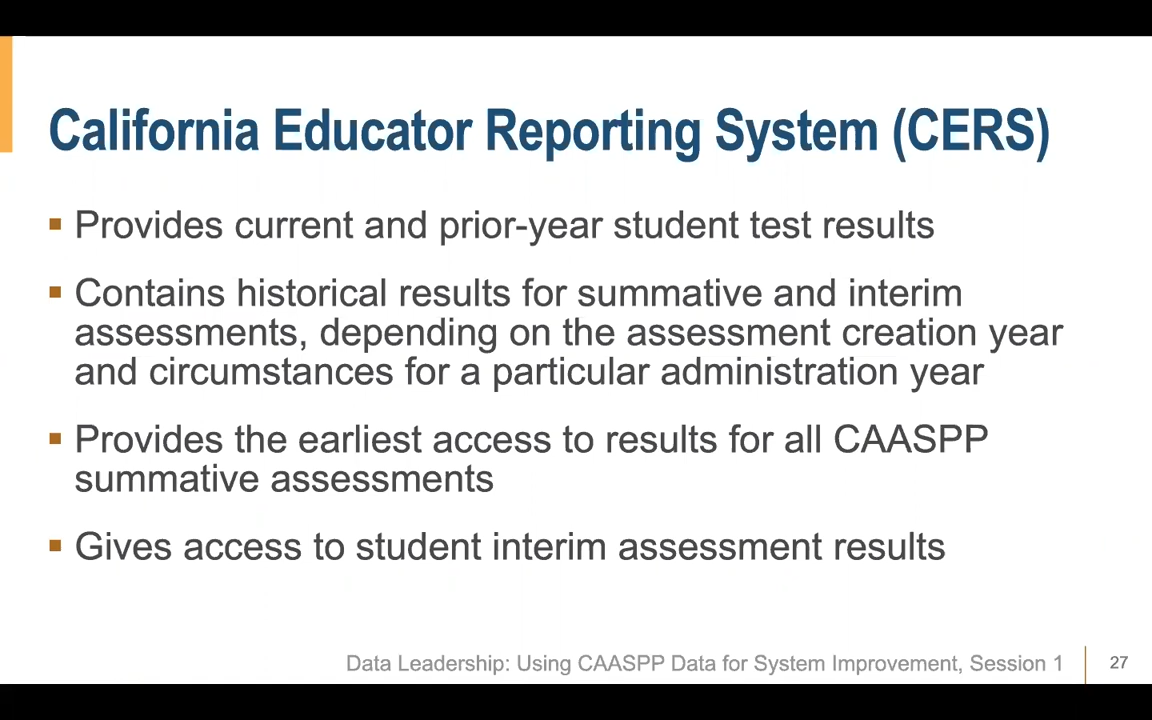 California Educator Reporting System (CERS)
▪ Provides current and prior-year student test results
▪ Contains historical results for summative and interim
assessments, depending on the assessment creation year
and circumstances for a particular administration year
▪ Provides the earliest access to results for all CAASPP
summative assessments
▪ Gives access to student interim assessment results
Data Leadership: Using CAASPP Data for System Improvement, Session 1
27